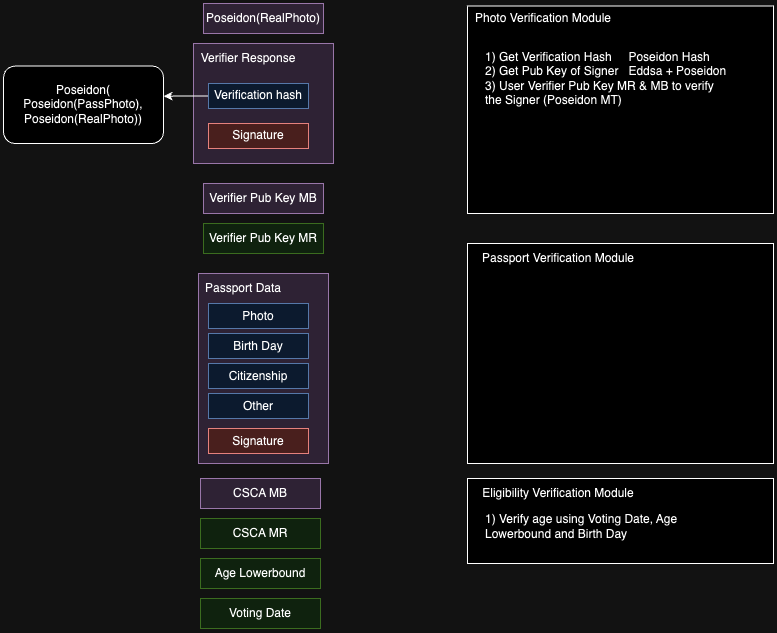 Poseidon(RealPhoto)
Verifier Response
Verification hash
Signature
Poseidon(
Poseidon(PassPhoto),
Poseidon(RealPhoto))
Verifier Pub Key MB
Verifier Pub Key MR
Passport Data
Photo
Birth Day
Citizenship
Other
Signature
CSCA MB
CSCA MR
Age Lowerbound
Voting Date
Photo Verification Module
1) Get Verification Hash Poseidon Hash
2) Get Pub Key of Signer Eddsa + Poseidon
3) User Verifier Pub Key MR & MB to verify
the Signer (Poseidon MT)
Passport Verification Module
Eligibility Verification Module
1) Verify age using Voting Date, Age
Lowerbound and Birth Day